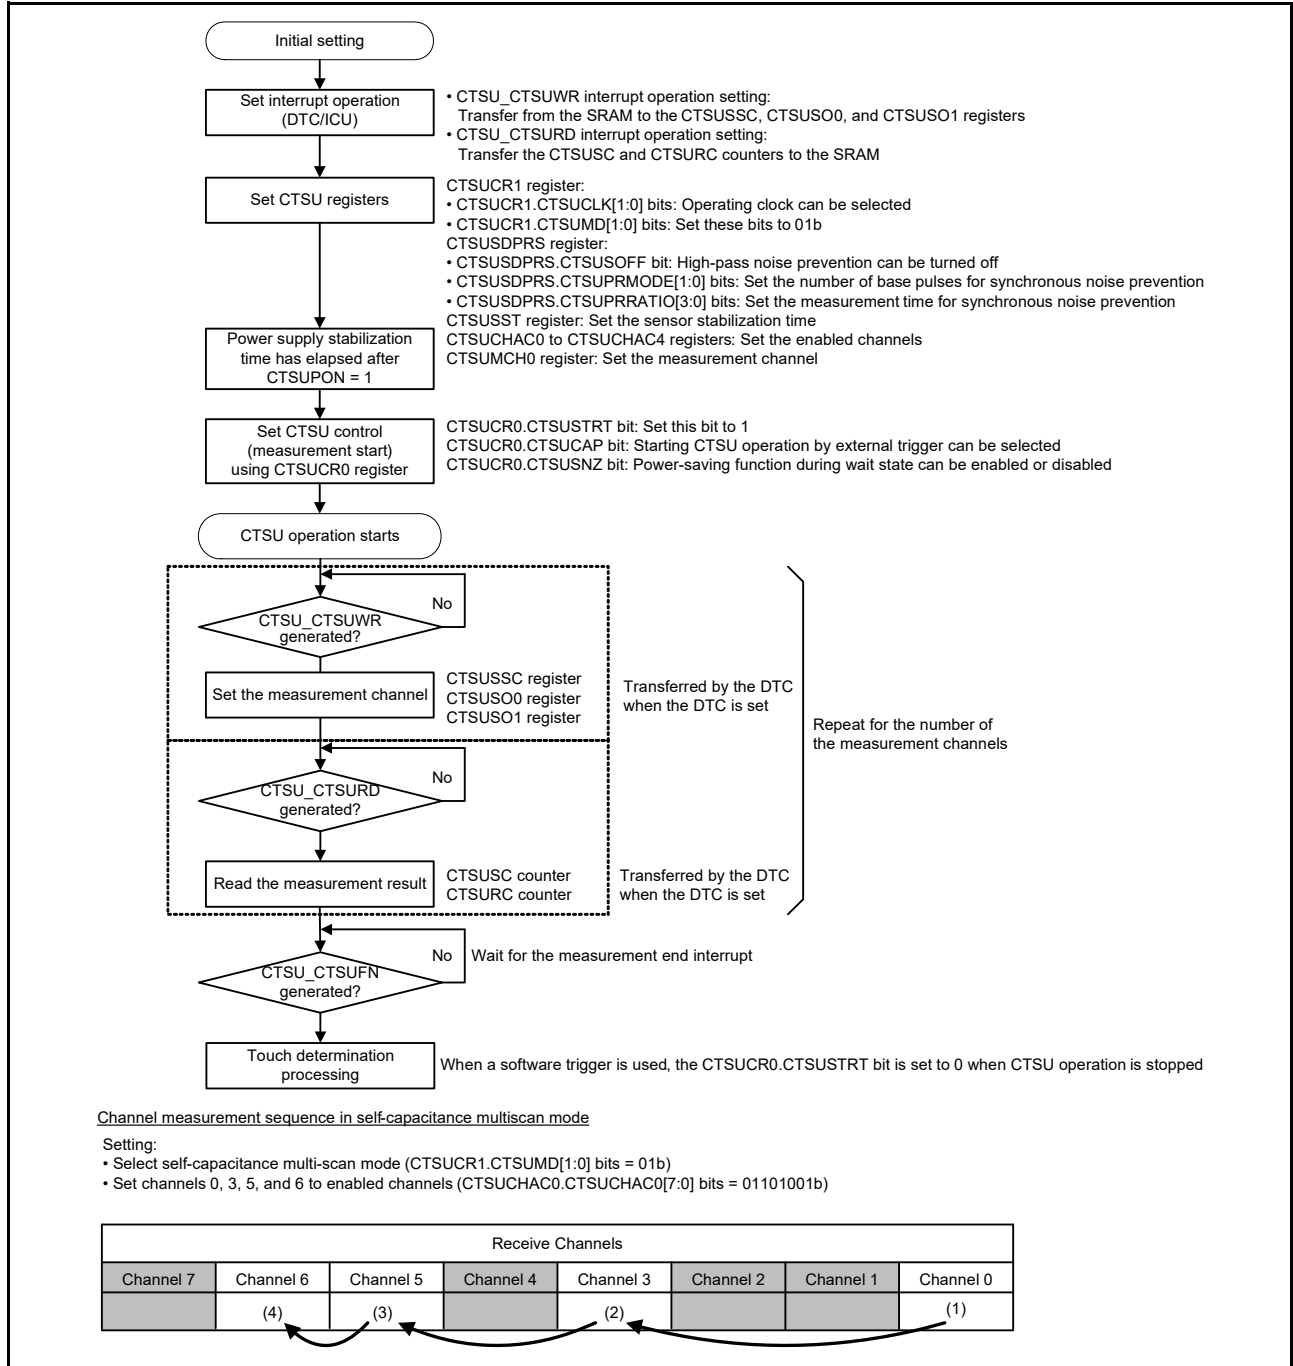 Initial setting
Set interrupt operation
(DTC/ICU)
• CTSU_CTSUWR interrupt operation setting:
Transfer from the SRAM to the CTSUSSC, CTSUSO0, and CTSUSO1 registers
• CTSU_CTSURD interrupt operation setting:
Transfer the CTSUSC and CTSURC counters to the SRAM
Set CTSU registers
CTSUCR1 register:
• CTSUCR1.CTSUCLK[1:0] bits: Operating clock can be selected
• CTSUCR1.CTSUMD[1:0] bits: Set these bits to 01b
CTSUSDPRS register:
• CTSUSDPRS.CTSUSOFF bit: High-pass noise prevention can be turned off
• CTSUSDPRS.CTSUPRMODE[1:0] bits: Set the number of base pulses for synchronous noise prevention
• CTSUSDPRS.CTSUPRRATIO[3:0] bits: Set the measurement time for synchronous noise prevention
CTSUSST register: Set the sensor stabilization time
CTSUCHAC0 to CTSUCHAC4 registers: Set the enabled channels
CTSUMCH0 register: Set the measurement channel
Power supply stabilization
time has elapsed after
CTSUPON = 1
Set CTSU control
(measurement start)
using CTSUCR0 register
CTSUCR0.CTSUSTRT bit: Set this bit to 1
CTSUCR0.CTSUCAP bit: Starting CTSU operation by external trigger can be selected
CTSUCR0.CTSUSNZ bit: Power-saving function during wait state can be enabled or disabled
CTSU operation starts
No
CTSU_CTSUWR
generated?
Set the measurement channel
CTSUSSC register
CTSUSO0 register
CTSUSO1 register
Transferred by the DTC
when the DTC is set
Repeat for the number of
the measurement channels
No
CTSU_CTSURD
generated?
Read the measurement result
CTSUSC counter
CTSURC counter
Transferred by the DTC
when the DTC is set
No
Wait for the measurement end interrupt
CTSU_CTSUFN
generated?
Touch determination
processing
When a software trigger is used, the CTSUCR0.CTSUSTRT bit is set to 0 when CTSU operation is stopped
Channel measurement sequence in self-capacitance multiscan mode
Setting:
• Select self-capacitance multi-scan mode (CTSUCR1.CTSUMD[1:0] bits = 01b)
• Set channels 0, 3, 5, and 6 to enabled channels (CTSUCHAC0.CTSUCHAC0[7:0] bits = 01101001b)
Receive Channels
Channel 7 Channel 6 Channel 5 Channel 4 Channel 3 Channel 2 Channel 1 Channel 0
(4) (3) (2) (1)